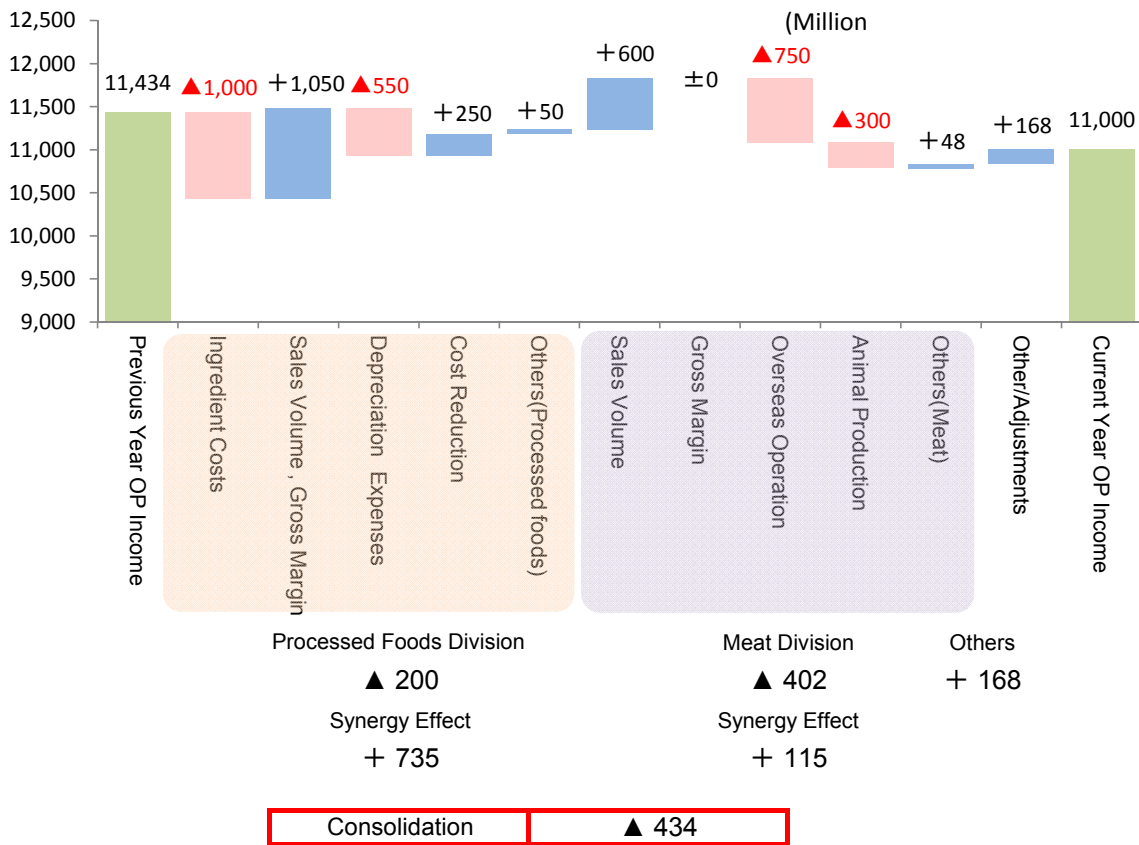 (Million
12,500
12,000
11,500
11,000
10,500
10,000
9,500
9,000
11,434
▲1,000
+1,050
▲550
+250
+50
+600
±0
▲750
▲300
+48
+168
11,000
Previous Year OP Income
Ingredient Costs
Sales Volume , Gross Margin
Depreciation Expenses
Cost Reduction
Others(Processed foods)
Sales Volume
Gross Margin
Overseas Operation
Animal Production
Others(Meat)
Other/Adjustments
Current Year OP Income
Processed Foods Division
▲ 200
Synergy Effect
+ 735
Meat Division
▲ 402
Synergy Effect
+ 115
Others
+ 168
Consolidation ▲ 434